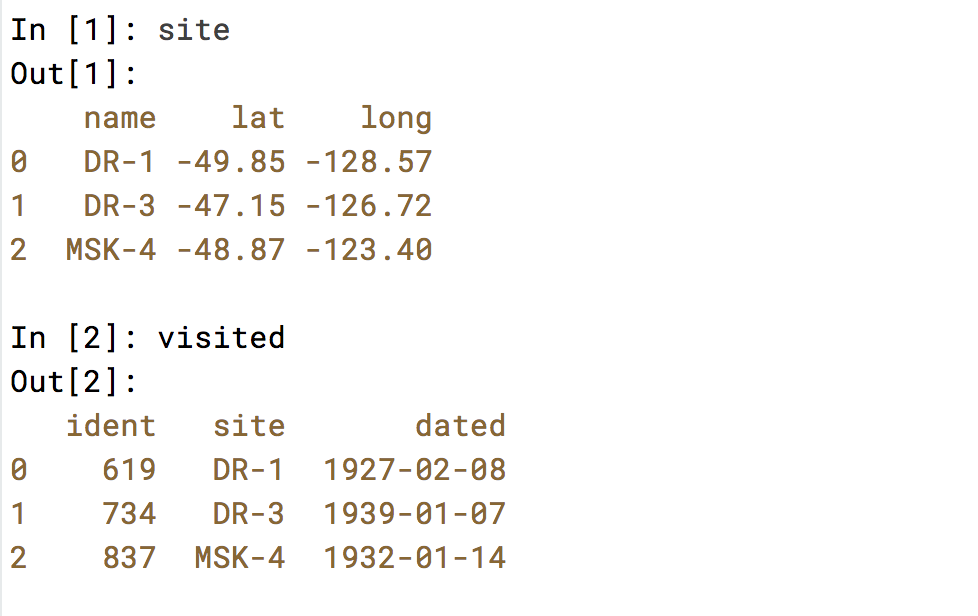 In [1]: site
Out[1]:
    name    lat    long
0   DR-1 -49.85 -128.57
1   DR-3 -47.15 -126.72
2  MSK-4 -48.87 -123.40
In [2]: visited
Out[2]:
   ident   site       dated
0    619   DR-1  1927-02-08
1    734   DR-3  1939-01-07
2    837  MSK-4  1932-01-14